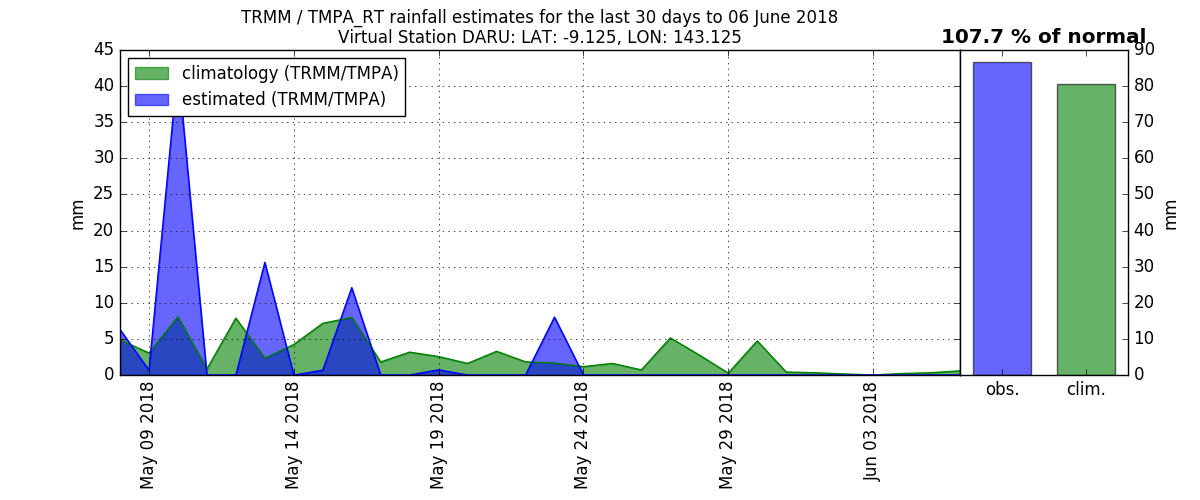 TRMM / TMPA_RT rainfall estimates for the last 30 days to 06 June 2018
Virtual Station DARU: LAT: -9.125, LON: 143.125
107.7 % of normal
climatology (TRMM/TMPA)
estimated (TRMM/TMPA)
45
40
35
30
25
20
15
10
5
0
mm
May 09 2018
May 14 2018
May 19 2018
May 24 2018
May 29 2018
Jun 03 2018
obs.
clim.
90
80
70
60
50
40
30
20
10
0
mm